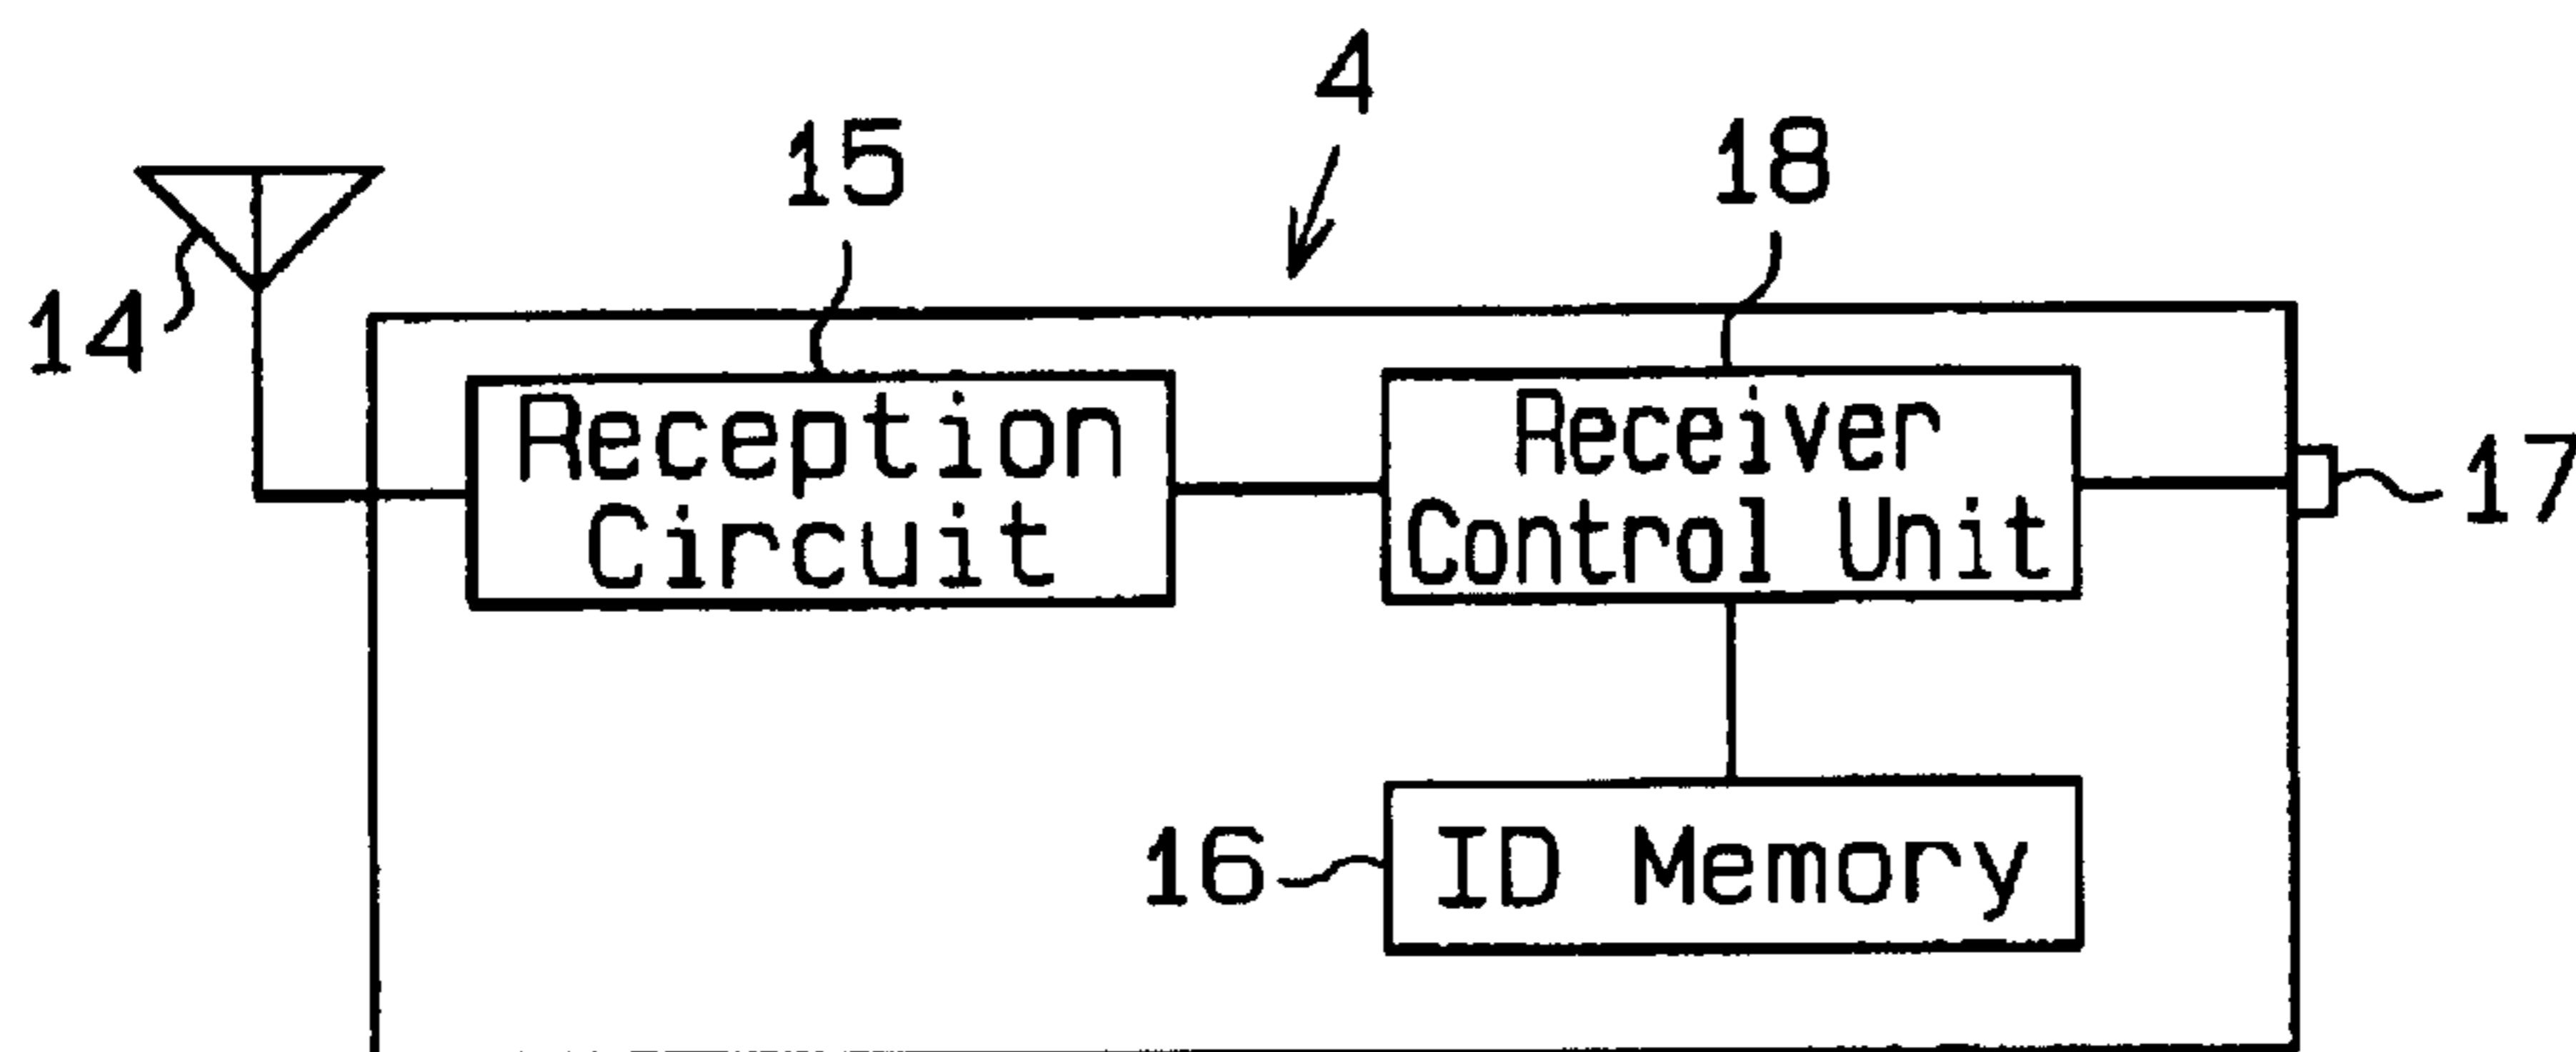 4
15
18
14
Reception
Circuit
Receiver
Control Unit
17
16
ID Memory